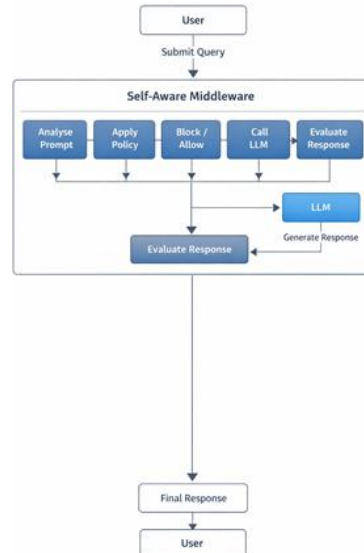 User
Submit Query
Self-Aware Middleware
Analyse
Prompt
Apply
Policy
Block /
Allow
Call
LLM
Evaluate
Response
LLM
Generate Response
Evaluate Response
Final Response
User